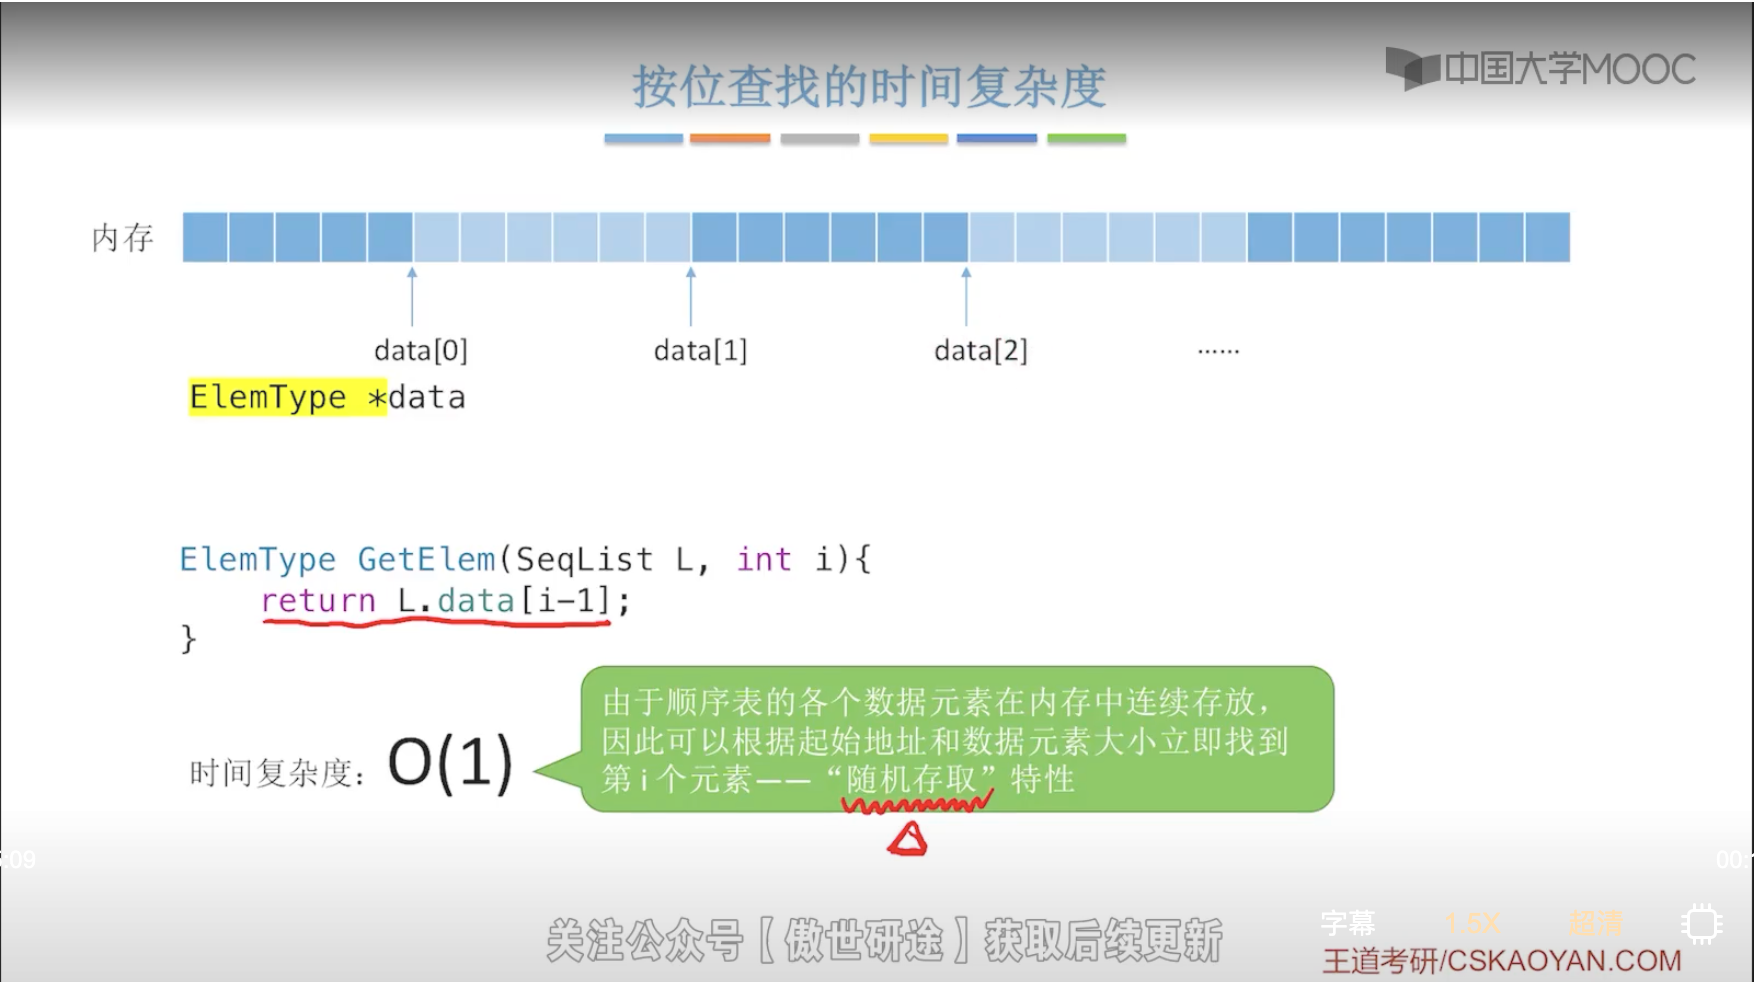 中国大学MOOC
按位查找的时间复杂度
内存
data[0] data[1] data[2] ……
ElemType *data
ElemType GetElem(SeqList L, int i){
return L.data[i-1];
}
由于顺序表的各个数据元素在内存中连续存放，
因此可以根据起始地址和数据元素大小立即找到
第i个元素——“随机存取”特性
时间复杂度：O(1)
:09
00:
字幕 1.5X 超清
关注公众号【傲世研途】获取后续更新
王道考研/CSKAOYAN.COM